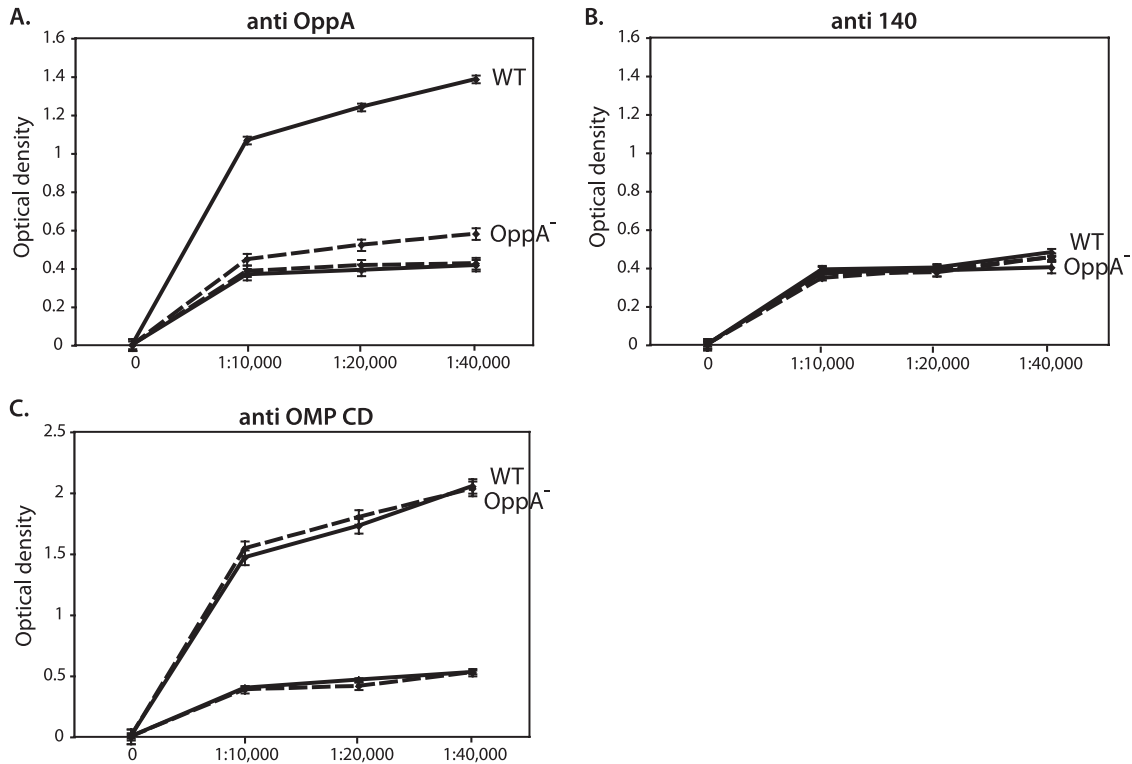 A.
anti OppA
Optical density
1.6
1.4
1.2
1
0.8
0.6
0.4
0.2
0
0
1:10,000
1:20,000
1:40,000
WT
OppA⁻
B.
anti 140
Optical density
1.6
1.4
1.2
1
0.8
0.6
0.4
0.2
0
0
1:10,000
1:20,000
1:40,000
WT
OppA⁻
C.
anti OMP CD
Optical density
2.5
2
1.5
1
0.5
0
0
1:10,000
1:20,000
1:40,000
WT
OppA⁻